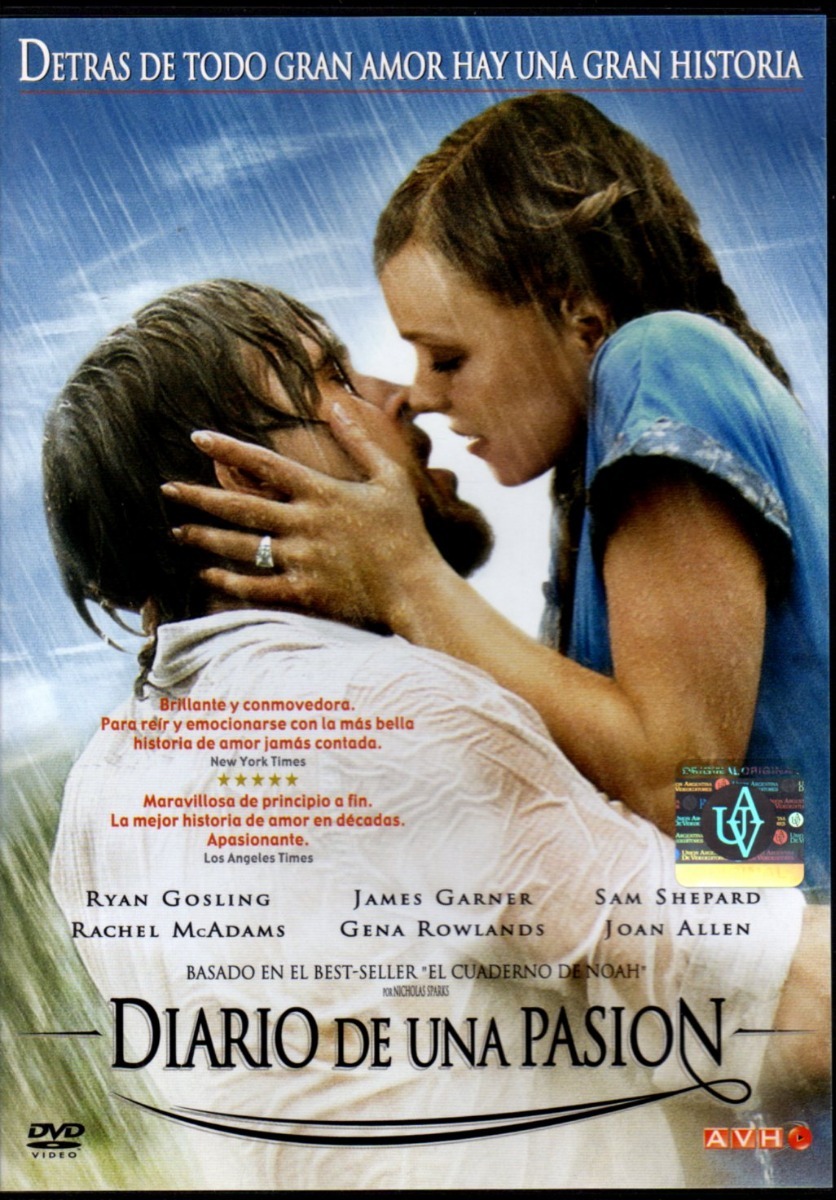 DETRAS DE TODO GRAN AMOR HAY UNA GRAN HISTORIA
Brillante y conmovedora.
Para reír y emocionarse con la más bella
historia de amor jamás contada.
New York Times
Maravillosa de principio a fin.
La mejor historia de amor en décadas.
Apasionante.
Los Angeles Times
RYAN GOSLING JAMES GARNER SAM SHEPARD
RACHEL MCADAMS GENA ROWLANDS JOAN ALLEN
BASADO EN EL BEST-SELLER "EL CUADERNO DE NOAH"
POR NICHOLAS SPARKS
DIARIO DE UNA PASION
DVD
VIDEO
AVH